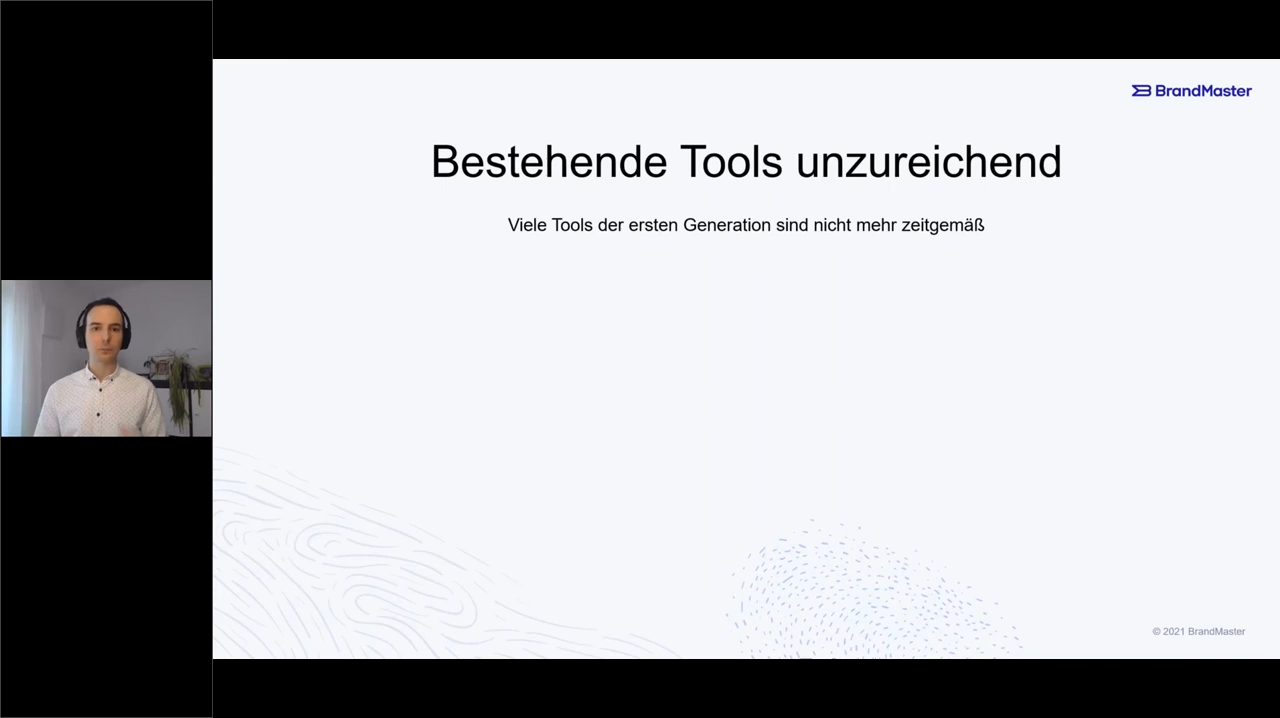 BrandMaster
Bestehende Tools unzureichend
Viele Tools der ersten Generation sind nicht mehr zeitgemäß
© 2021 BrandMaster